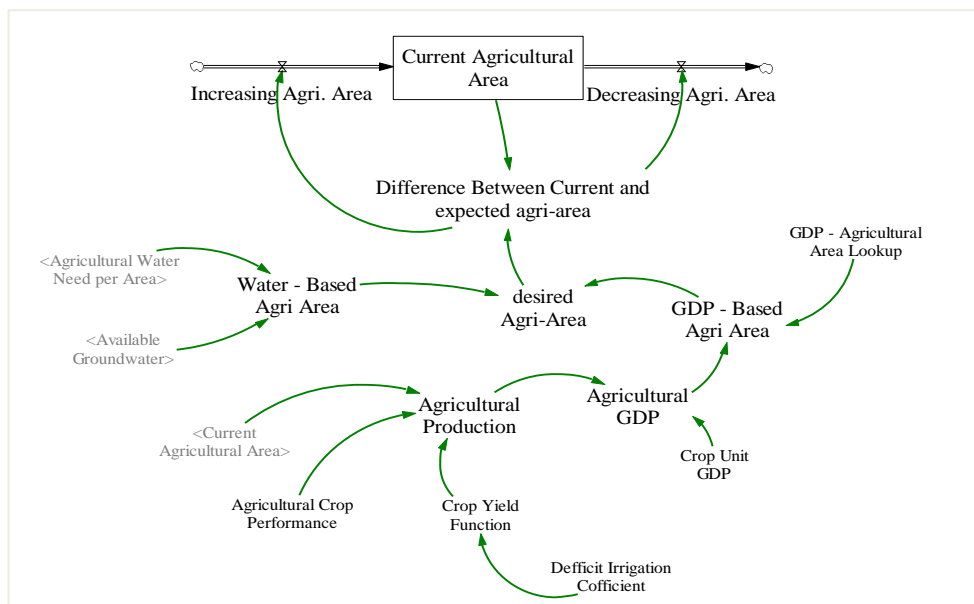 Current Agricultural
Area
Increasing Agri. Area
Decreasing Agri. Area
Difference Between Current and
expected agri-area
<Agricultural Water
Need per Area>
Water - Based
Agri Area
desired
Agri-Area
GDP - Agricultural
Area Lookup
GDP - Based
Agri Area
<Available
Groundwater>
Agricultural
Production
Agricultural
GDP
<Current
Agricultural Area>
Crop Unit
GDP
Agricultural Crop
Performance
Crop Yield
Function
Defficit Irrigation
Cofficient